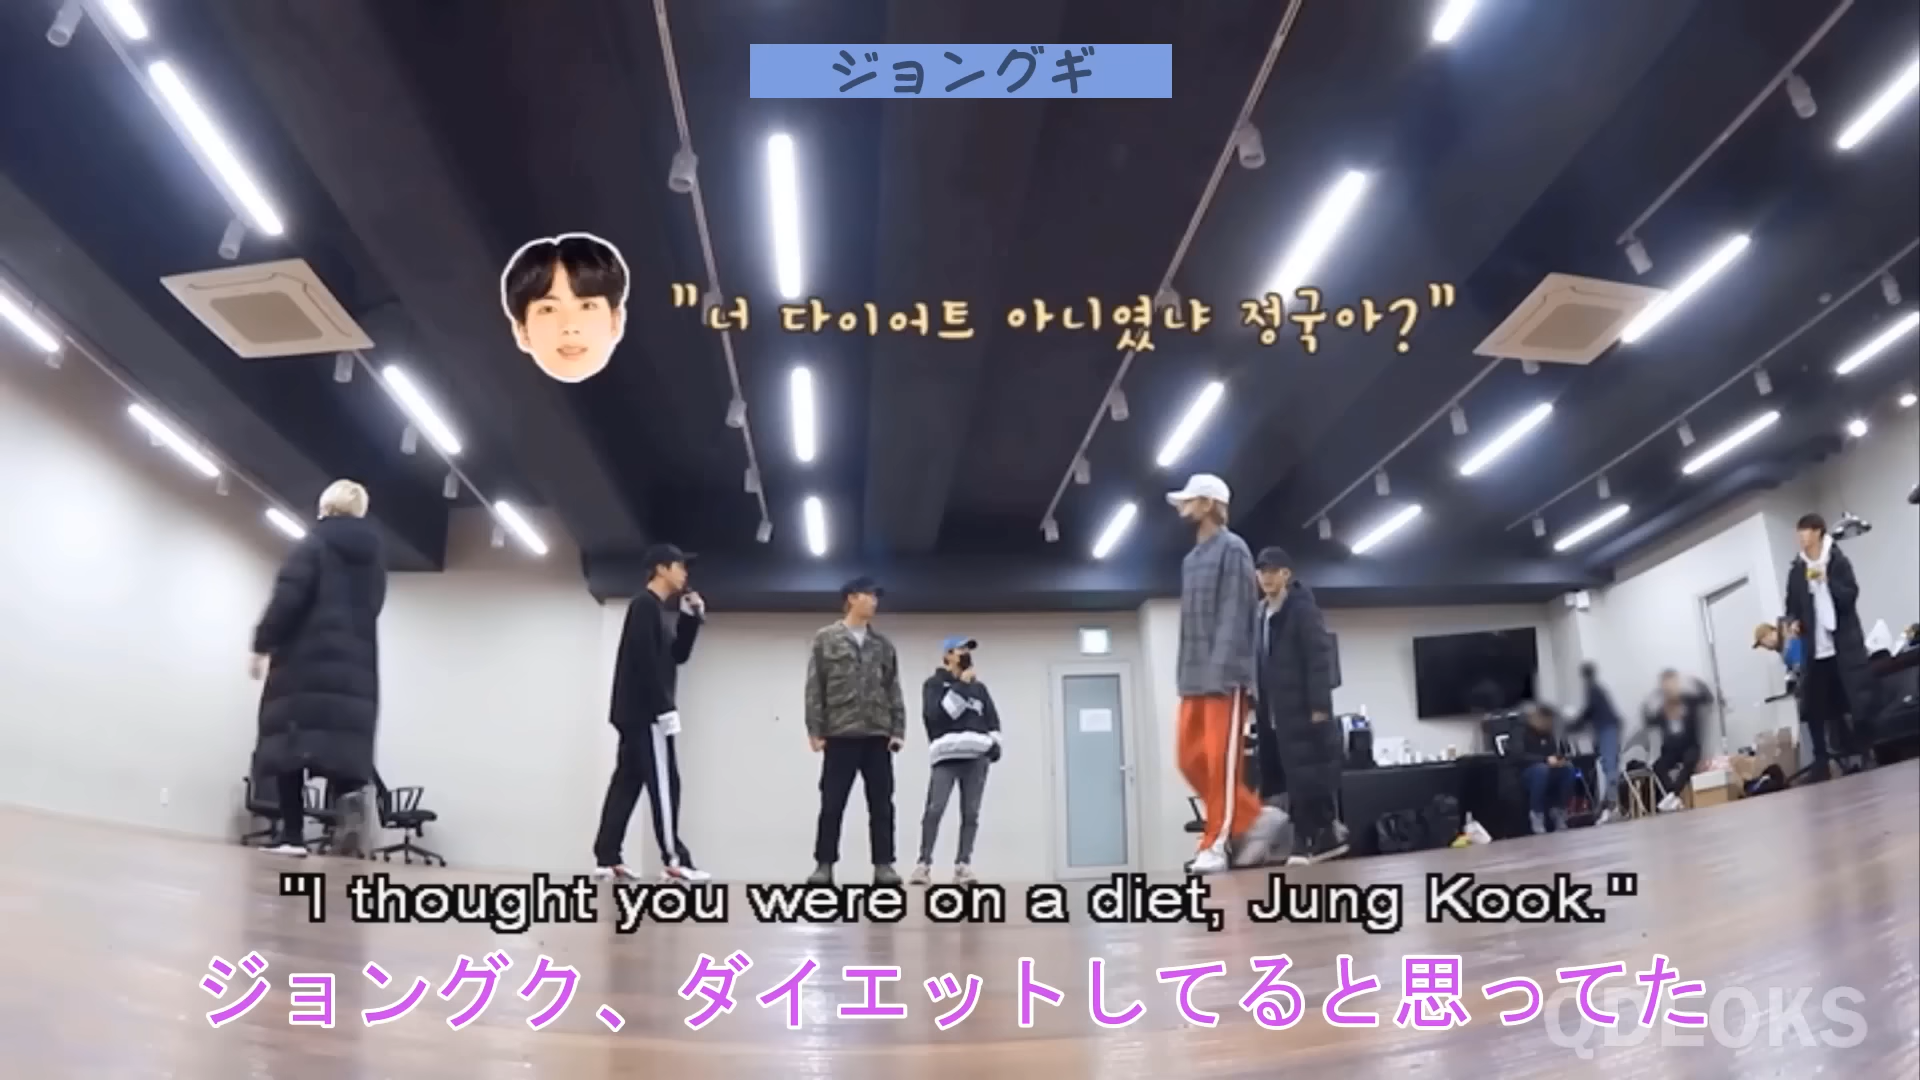 ジョングギ
"너 다이어트 아니였냐 정국아?"
"I thought you were on a diet, Jung Kook."
ジョングク、ダイエットしてると思ってた
QDEOKS